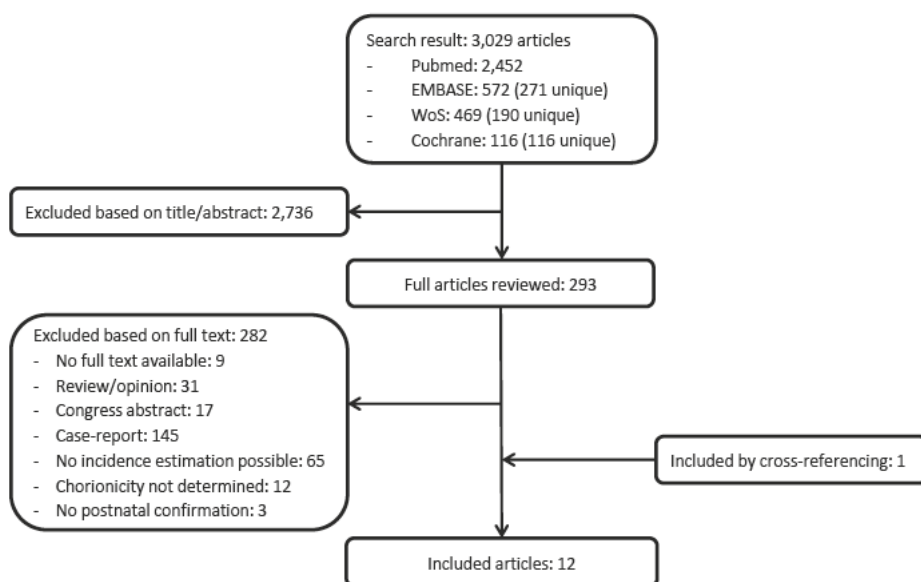 Search result: 3,029 articles
- Pubmed: 2,452
- EMBASE: 572 (271 unique)
- WoS: 469 (190 unique)
- Cochrane: 116 (116 unique)
Excluded based on title/abstract: 2,736
Full articles reviewed: 293
Excluded based on full text: 282
- No full text available: 9
- Review/opinion: 31
- Congress abstract: 17
- Case-report: 145
- No incidence estimation possible: 65
- Chorionicity not determined: 12
- No postnatal confirmation: 3
Included by cross-referencing: 1
Included articles: 12